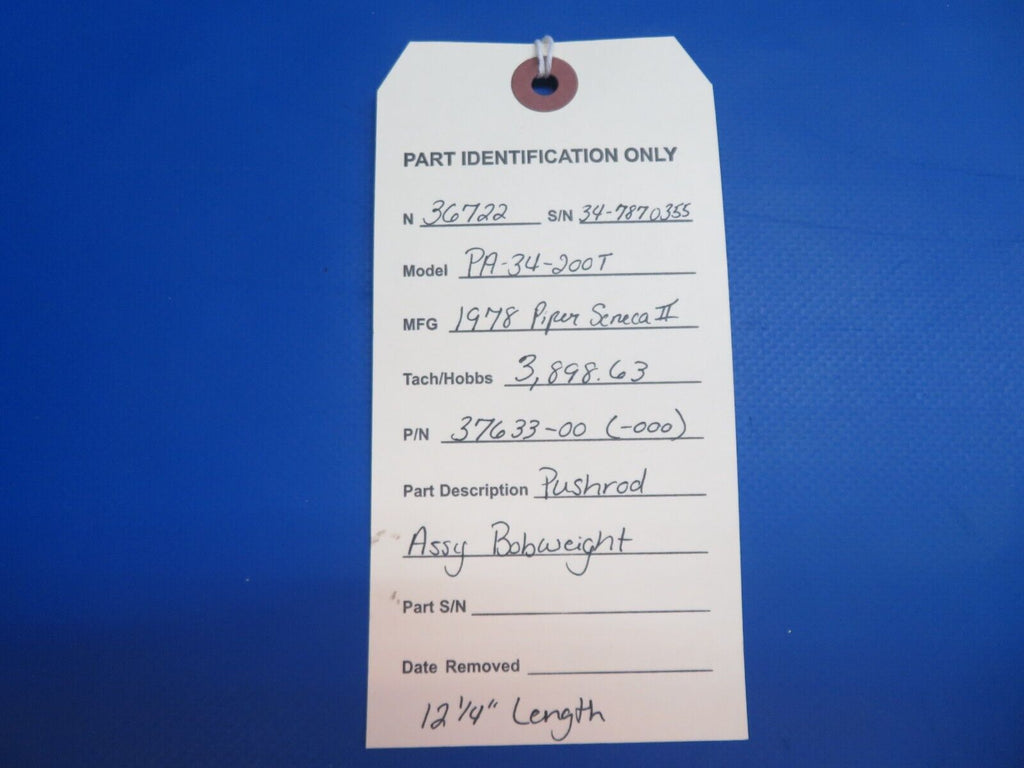 PART IDENTIFICATION ONLY
N 36722 S/N 34-7870355
Model PA-34-200T
MFG 1978 Piper Seneca II
Tach/Hobbs 3,898.63
P/N 37633-00 (-000)
Part Description Pushrod
Assy Bobweight
Part S/N
Date Removed
12 1/4" Length